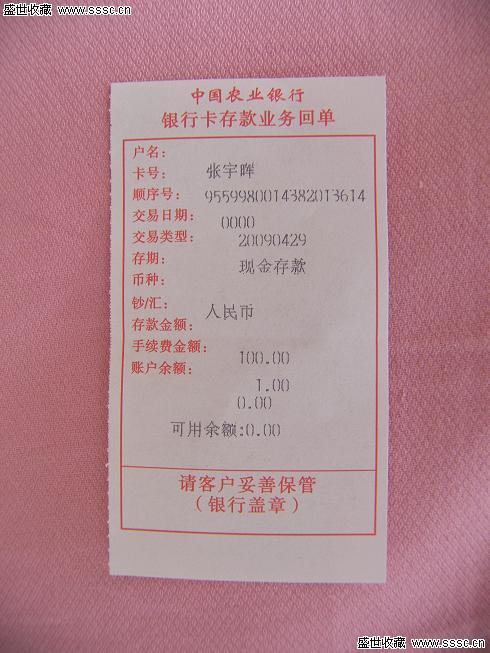 盛世收藏 www.sssc.cn
中国农业银行
银行卡存款业务回单
户名：
卡号： 张宇晖
顺序号： 9559980014382013614
交易日期： 0000
交易类型： 20090429
存期： 现金存款
币种：
钞/汇： 人民币
存款金额：
手续费金额： 100.00
账户余额：
1.00
0.00
可用余额:0.00
请客户妥善保管
（银行盖章）
盛世收藏 www.sssc.cn